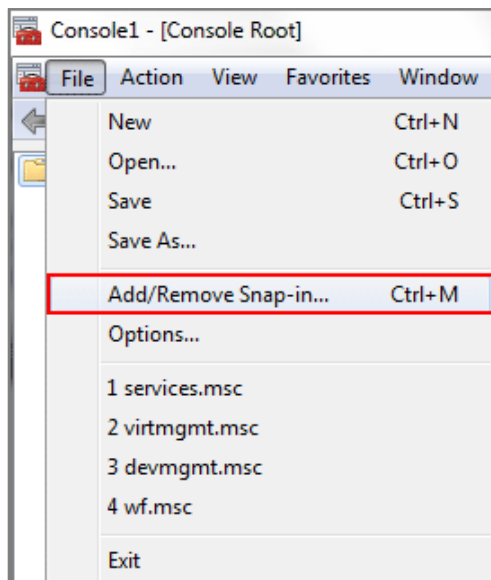 Console1 - [Console Root]
File Action View Favorites Window
New Ctrl+N
Open... Ctrl+O
Save Ctrl+S
Save As...
Add/Remove Snap-in... Ctrl+M
Options...
1 services.msc
2 virtmgmt.msc
3 devmgmt.msc
4 wf.msc
Exit